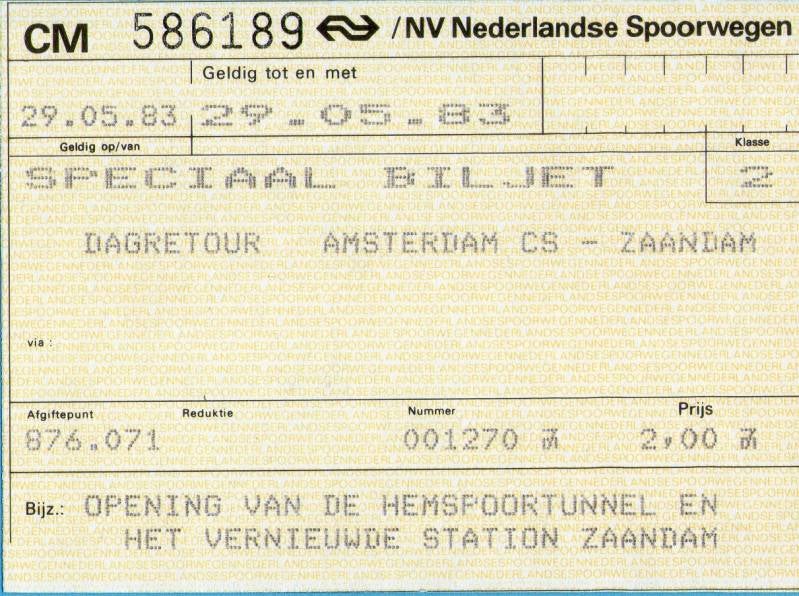 CM 586189 /NV Nederlandse Spoorwegen
Geldig tot en met
29.05.83 29.05.83
Geldig op/van
Klasse
SPECIAAL BILJET 2
DAGRETOUR AMSTERDAM CS - ZAANDAM
via :
Afgiftepunt Reduktie Nummer Prijs
876.071 001270 2,00
Bijz.: OPENING VAN DE HEMSPOORTUNNEL EN
HET VERNIEUWDE STATION ZAANDAM